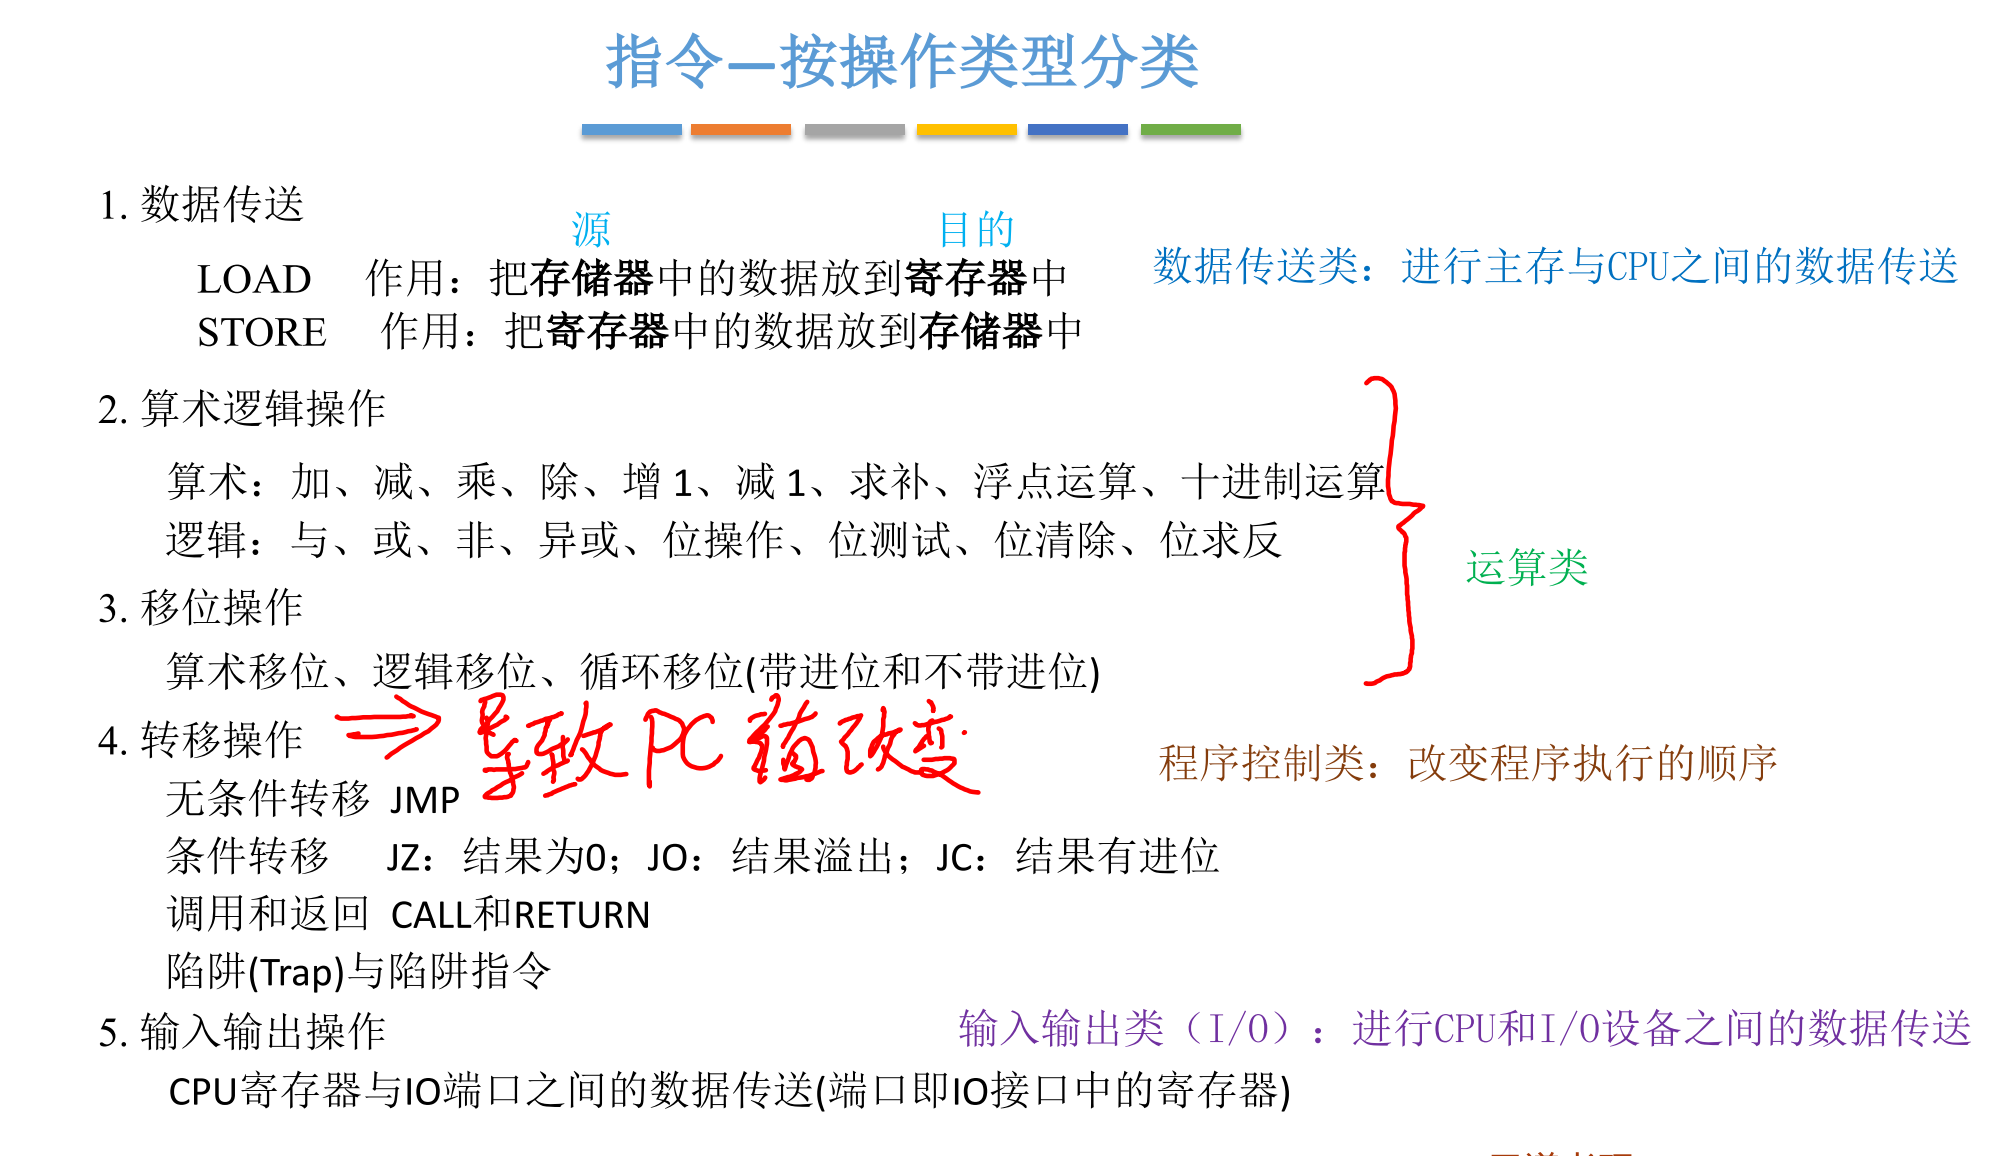 指令—按操作类型分类
1. 数据传送
源 目的
LOAD 作用：把存储器中的数据放到寄存器中
数据传送类：进行主存与CPU之间的数据传送
STORE 作用：把寄存器中的数据放到存储器中
2. 算术逻辑操作
算术：加、减、乘、除、增 1、减 1、求补、浮点运算、十进制运算
逻辑：与、或、非、异或、位操作、位测试、位清除、位求反
运算类
3. 移位操作
算术移位、逻辑移位、循环移位(带进位和不带进位)
4. 转移操作 ⇒ 导致 PC 值改变
程序控制类：改变程序执行的顺序
无条件转移 JMP
条件转移 JZ：结果为0；JO：结果溢出；JC：结果有进位
调用和返回 CALL和RETURN
陷阱(Trap)与陷阱指令
5. 输入输出操作
输入输出类（I/O）：进行CPU和I/O设备之间的数据传送
CPU寄存器与IO端口之间的数据传送(端口即IO接口中的寄存器)